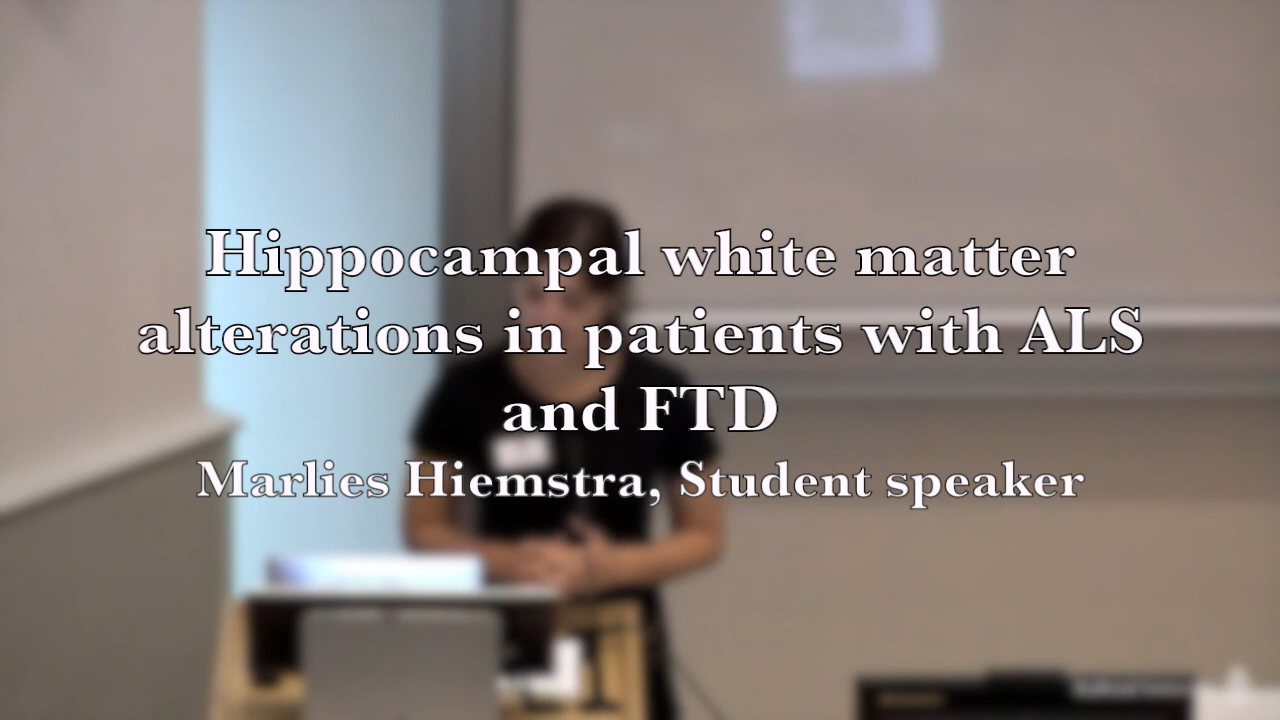 Hippocampal white matter
alterations in patients with ALS
and FTD
Marlies Hiemstra, Student speaker